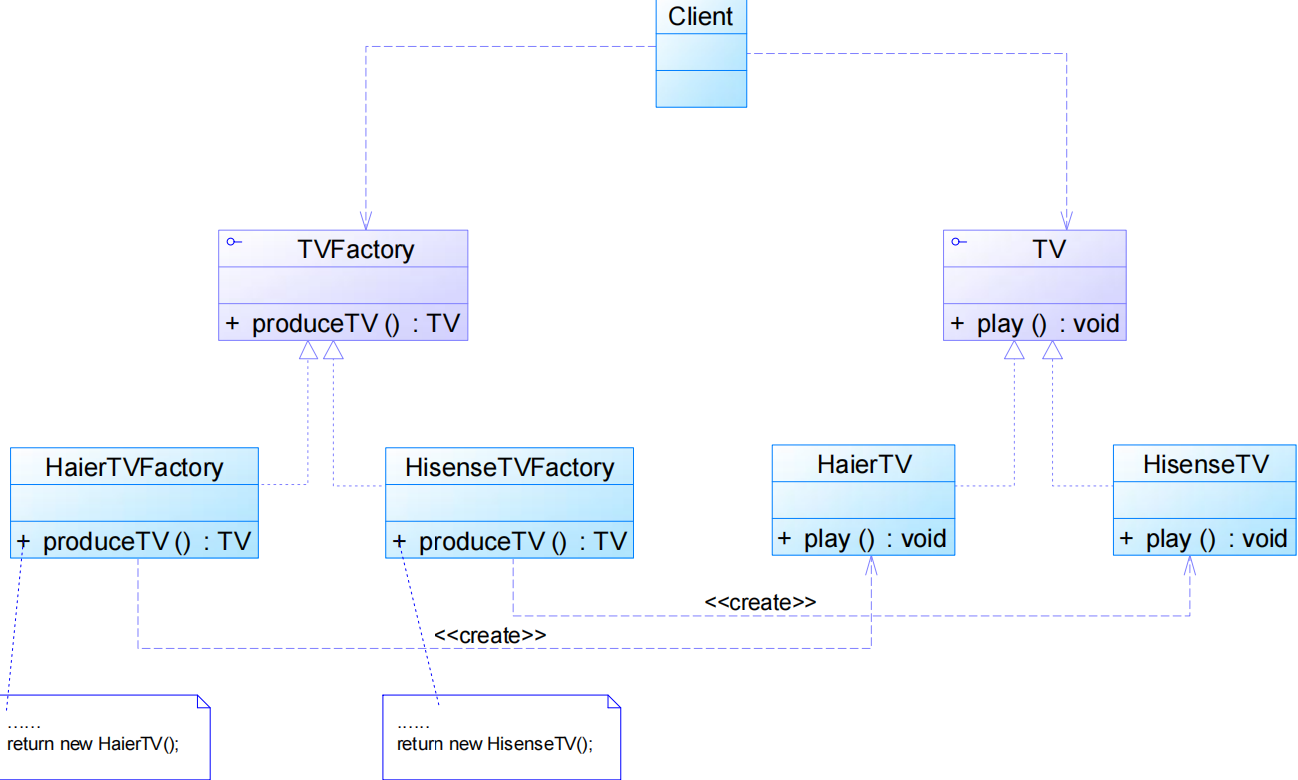 Client
TVFactory
+ produceTV () : TV
TV
+ play () : void
HaierTVFactory
+ produceTV () : TV
HisenseTVFactory
+ produceTV () : TV
HaierTV
+ play () : void
HisenseTV
+ play () : void
<<create>>
<<create>>
......
return new HaierTV();
......
return new HisenseTV();